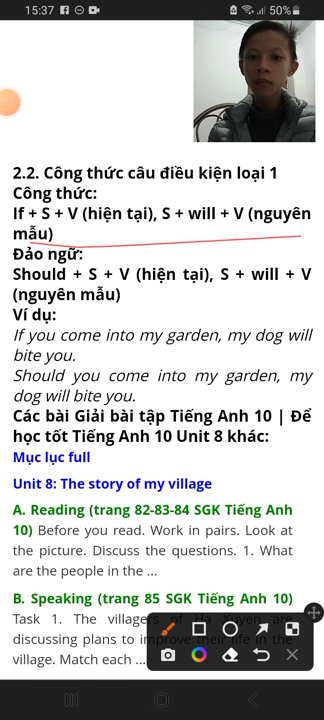 15:37
50%
2.2. Công thức câu điều kiện loại 1
Công thức:
If + S + V (hiện tại), S + will + V (nguyên
mẫu)
Đảo ngữ:
Should + S + V (hiện tại), S + will + V
(nguyên mẫu)
Ví dụ:
If you come into my garden, my dog will
bite you.
Should you come into my garden, my
dog will bite you.
Các bài Giải bài tập Tiếng Anh 10 | Để
học tốt Tiếng Anh 10 Unit 8 khác:
Mục lục full
Unit 8: The story of my village
A. Reading (trang 82-83-84 SGK Tiếng Anh
10) Before you read. Work in pairs. Look at
the picture. Discuss the questions. 1. What
are the people in the ...
B. Speaking (trang 85 SGK Tiếng Anh 10)
Task 1. The villagers of Ha Xuyen are
discussing plans to improve their life in the
village. Match each ...